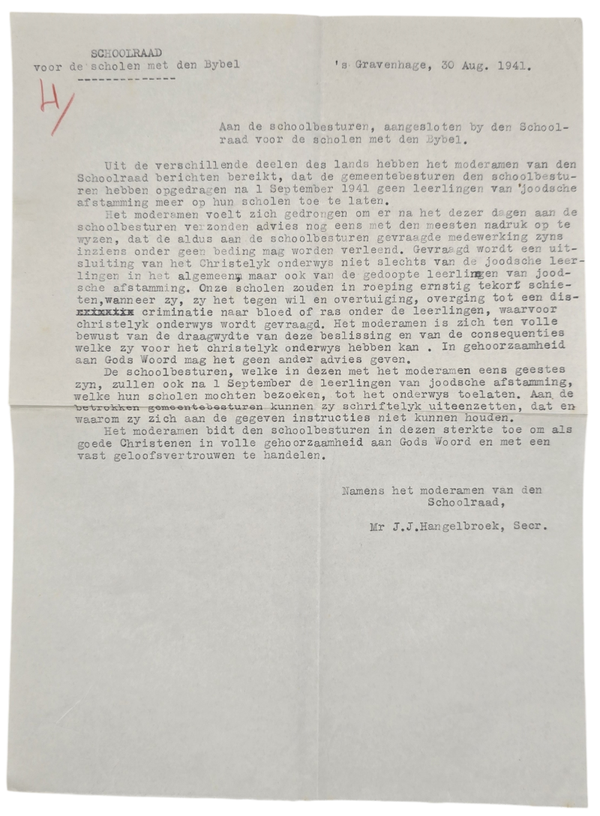 SCHOOLRAAD
voor de scholen met den Bybel
's Gravenhage, 30 Aug. 1941.
--------------
4/
Aan de schoolbesturen, aangesloten by den School-
raad voor de scholen met den Bybel.
Uit de verschillende deelen des lands hebben het moderamen van den
Schoolraad berichten bereikt, dat de gemeentebesturen den schoolbestu-
ren hebben opgedragen na 1 September 1941 geen leerlingen van joodsche
afstamming meer op hun scholen toe te laten.
Het moderamen voelt zich gedrongen om er na het dezer dagen aan de
schoolbesturen verzonden advies nog eens met den meesten nadruk op te
wyzen, dat de aldus aan de schoolbesturen gevraagde medewerking zyns
inziens onder geen beding mag worden verleend. Gevraagd wordt een uit-
sluiting van het Christelyk onderwys niet slechts van de joodsche leer-
lingen in het algemeen, maar ook van de gedoopte leerlingen van jood-
sche afstamming. Onze scholen zouden in roeping ernstig tekort schie-
ten, wanneer zy, zy het tegen wil en overtuiging, overging tot een dis-
criminatie naar bloed of ras onder de leerlingen, waarvoor
christelyk onderwys wordt gevraagd. Het moderamen is zich ten volle
bewust van de draagwydte van deze beslissing en van de consequenties
welke zy voor het christelyk onderwys hebben kan . In gehoorzaamheid
aan Gods Woord mag het geen ander advies geven.
De schoolbesturen, welke in dezen met het moderamen eens geestes
zyn, zullen ook na 1 September de leerlingen van joodsche afstamming,
welke hun scholen mochten bezoeken, tot het onderwys toelaten. Aan de
betrokken gemeentebesturen kunnen zy schriftelyk uiteenzetten, dat en
waarom zy zich aan de gegeven instructies niet kunnen houden.
Het moderamen bidt den schoolbesturen in dezen sterkte toe om als
goede Christenen in volle gehoorzaamheid aan Gods Woord en met een
vast geloofsvertrouwen te handelen.
Namens het moderamen van den
Schoolraad,
Mr J.J.Hangelbroek, Secr.